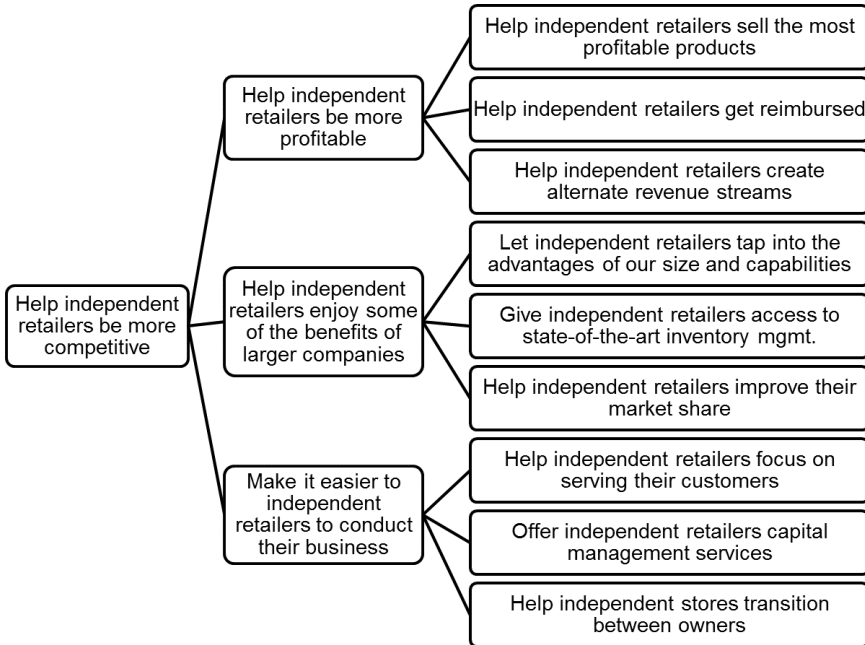 Help independent
retailers be more
competitive
Help independent
retailers be more
profitable
Help independent retailers sell the most
profitable products
Help independent retailers get reimbursed
Help independent retailers create
alternate revenue streams
Help independent
retailers enjoy some
of the benefits of
larger companies
Let independent retailers tap into the
advantages of our size and capabilities
Give independent retailers access to
state-of-the-art inventory mgmt.
Help independent retailers improve their
market share
Make it easier to
independent
retailers to conduct
their business
Help independent retailers focus on
serving their customers
Offer independent retailers capital
management services
Help independent stores transition
between owners